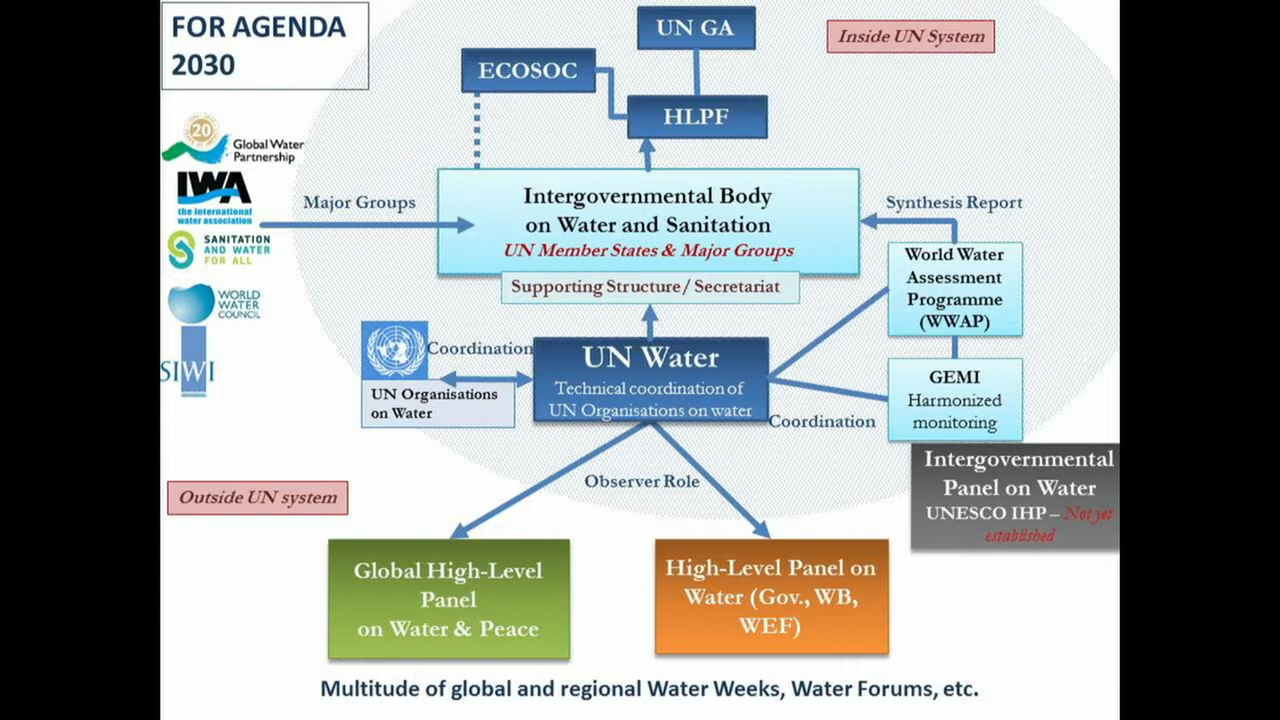 FOR AGENDA
2030
UN GA
Inside UN System
ECOSOC
HLPF
20
Global Water
Partnership
IWA
the international
water association
SANITATION
AND WATER
FOR ALL
WORLD
WATER
COUNCIL
SIWI
Major Groups
Intergovernmental Body
on Water and Sanitation
UN Member States & Major Groups
Supporting Structure/ Secretariat
Synthesis Report
World Water
Assessment
Programme
(WWAP)
Coordination
UN Organisations
on Water
UN Water
Technical coordination of
UN Organisations on water
GEMI
Harmonized
monitoring
Coordination
Intergovernmental
Panel on Water
UNESCO IHP – Not yet
established
Observer Role
Outside UN system
Global High-Level
Panel
on Water & Peace
High-Level Panel on
Water (Gov., WB,
WEF)
Multitude of global and regional Water Weeks, Water Forums, etc.